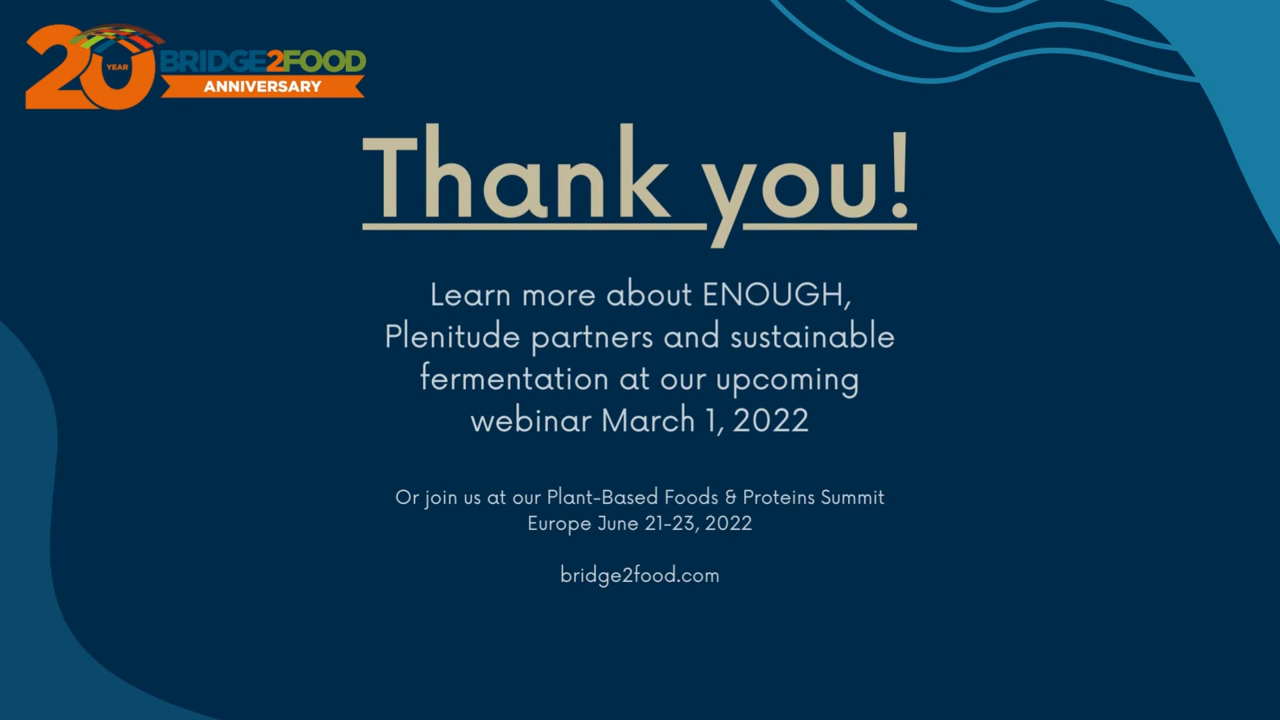 20 YEAR BRIDGE2FOOD
ANNIVERSARY
Thank you!
Learn more about ENOUGH,
Plenitude partners and sustainable
fermentation at our upcoming
webinar March 1, 2022
Or join us at our Plant-Based Foods & Proteins Summit
Europe June 21-23, 2022
bridge2food.com